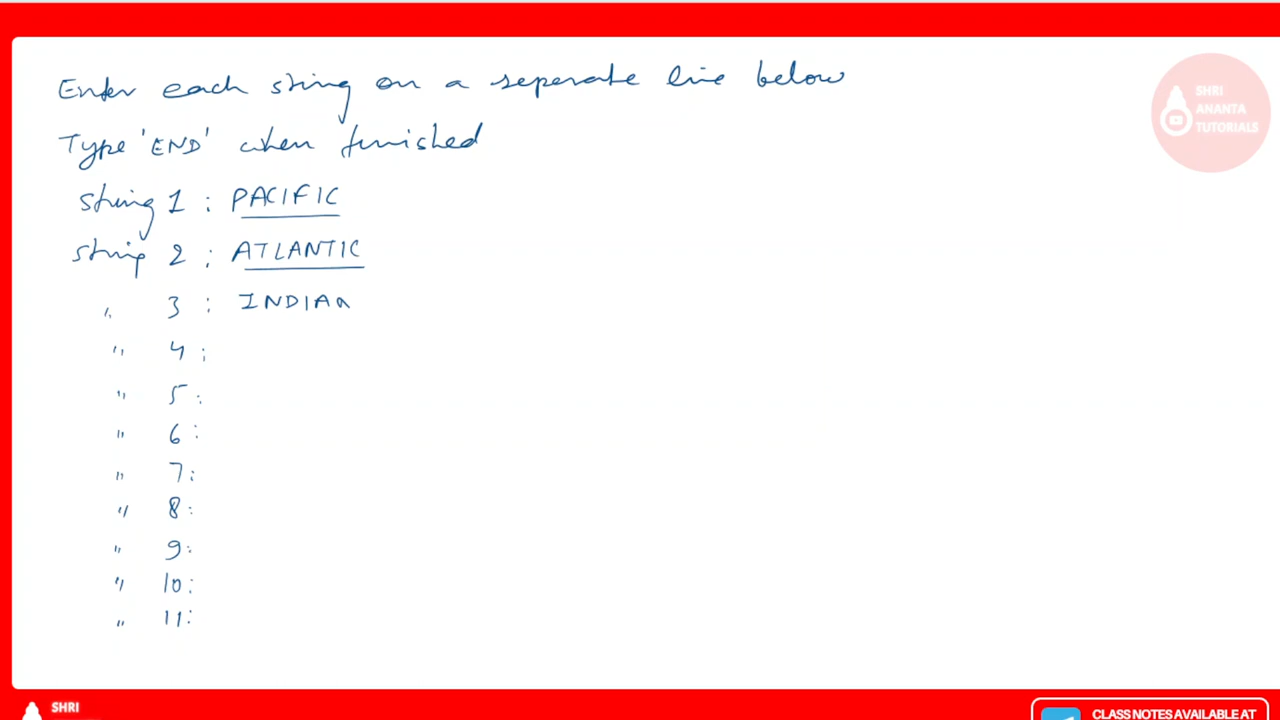 Enter each string on a seperate line below
Type 'END' when finished
string 1 : PACIFIC
string 2 : ATLANTIC
" 3 : INDIAN
" 4 :
" 5 :
" 6 :
" 7 :
" 8 :
" 9 :
" 10 :
" 11 :
SHRI
ANANTA
TUTORIALS
SHRI
CLASS NOTES AVAILABLE AT